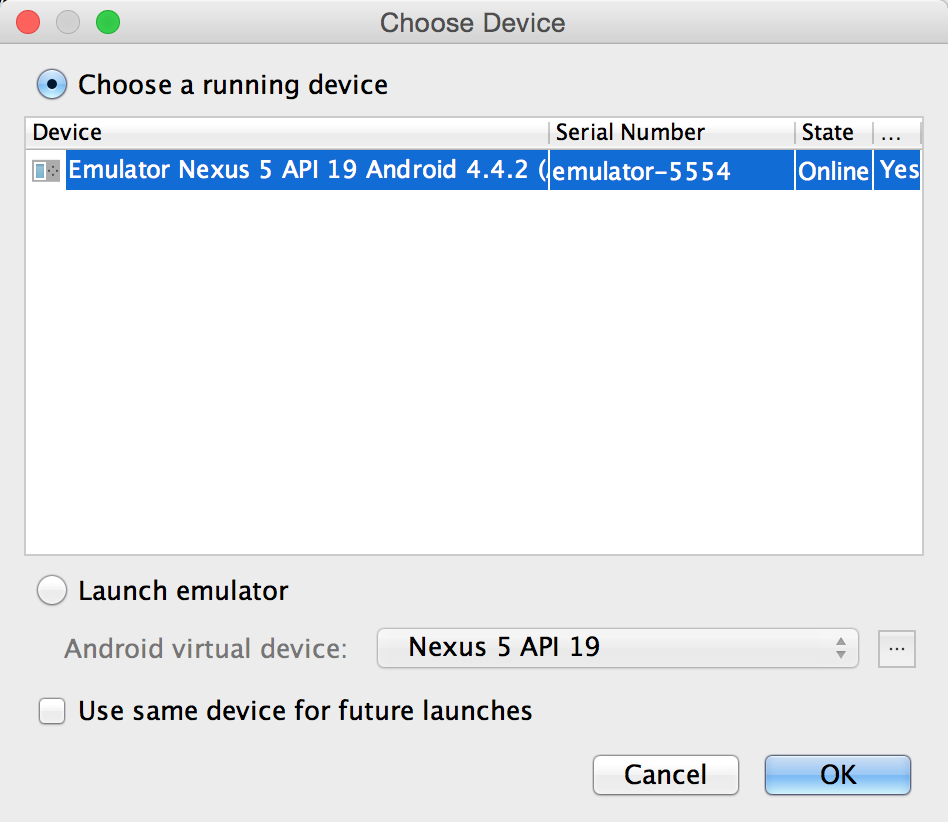 Choose Device
Choose a running device
Device Serial Number State ...
Emulator Nexus 5 API 19 Android 4.4.2 ( emulator-5554 Online Yes
Launch emulator
Android virtual device: Nexus 5 API 19 ...
Use same device for future launches
Cancel OK